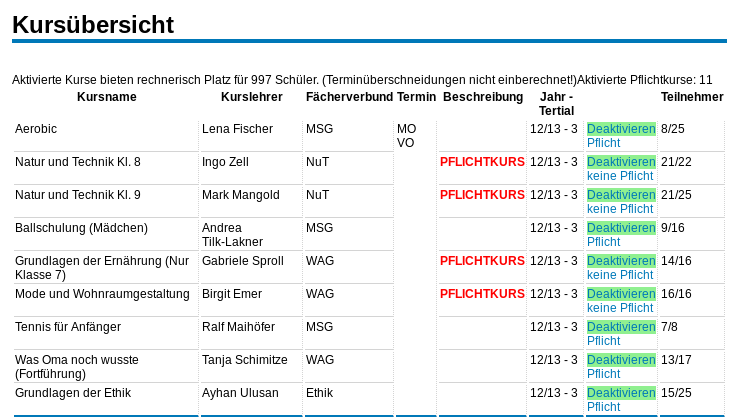 Kursübersicht
Aktivierte Kurse bieten rechnerisch Platz für 997 Schüler. (Terminüberschneidungen nicht einberechnet!)Aktivierte Pflichtkurse: 11
Kursname Kurslehrer Fächerverbund Termin Beschreibung Jahr - Tertial Teilnehmer
Aerobic Lena Fischer MSG MO VO 12/13 - 3 Deaktivieren Pflicht 8/25
Natur und Technik Kl. 8 Ingo Zell NuT PFLICHTKURS 12/13 - 3 Deaktivieren keine Pflicht 21/22
Natur und Technik Kl. 9 Mark Mangold NuT PFLICHTKURS 12/13 - 3 Deaktivieren keine Pflicht 21/25
Ballschulung (Mädchen) Andrea Tilk-Lakner MSG 12/13 - 3 Deaktivieren Pflicht 9/16
Grundlagen der Ernährung (Nur Klasse 7) Gabriele Sproll WAG PFLICHTKURS 12/13 - 3 Deaktivieren keine Pflicht 14/16
Mode und Wohnraumgestaltung Birgit Emer WAG PFLICHTKURS 12/13 - 3 Deaktivieren keine Pflicht 16/16
Tennis für Anfänger Ralf Maihöfer MSG 12/13 - 3 Deaktivieren Pflicht 7/8
Was Oma noch wusste (Fortführung) Tanja Schimitze WAG 12/13 - 3 Deaktivieren Pflicht 13/17
Grundlagen der Ethik Ayhan Ulusan Ethik 12/13 - 3 Deaktivieren Pflicht 15/25